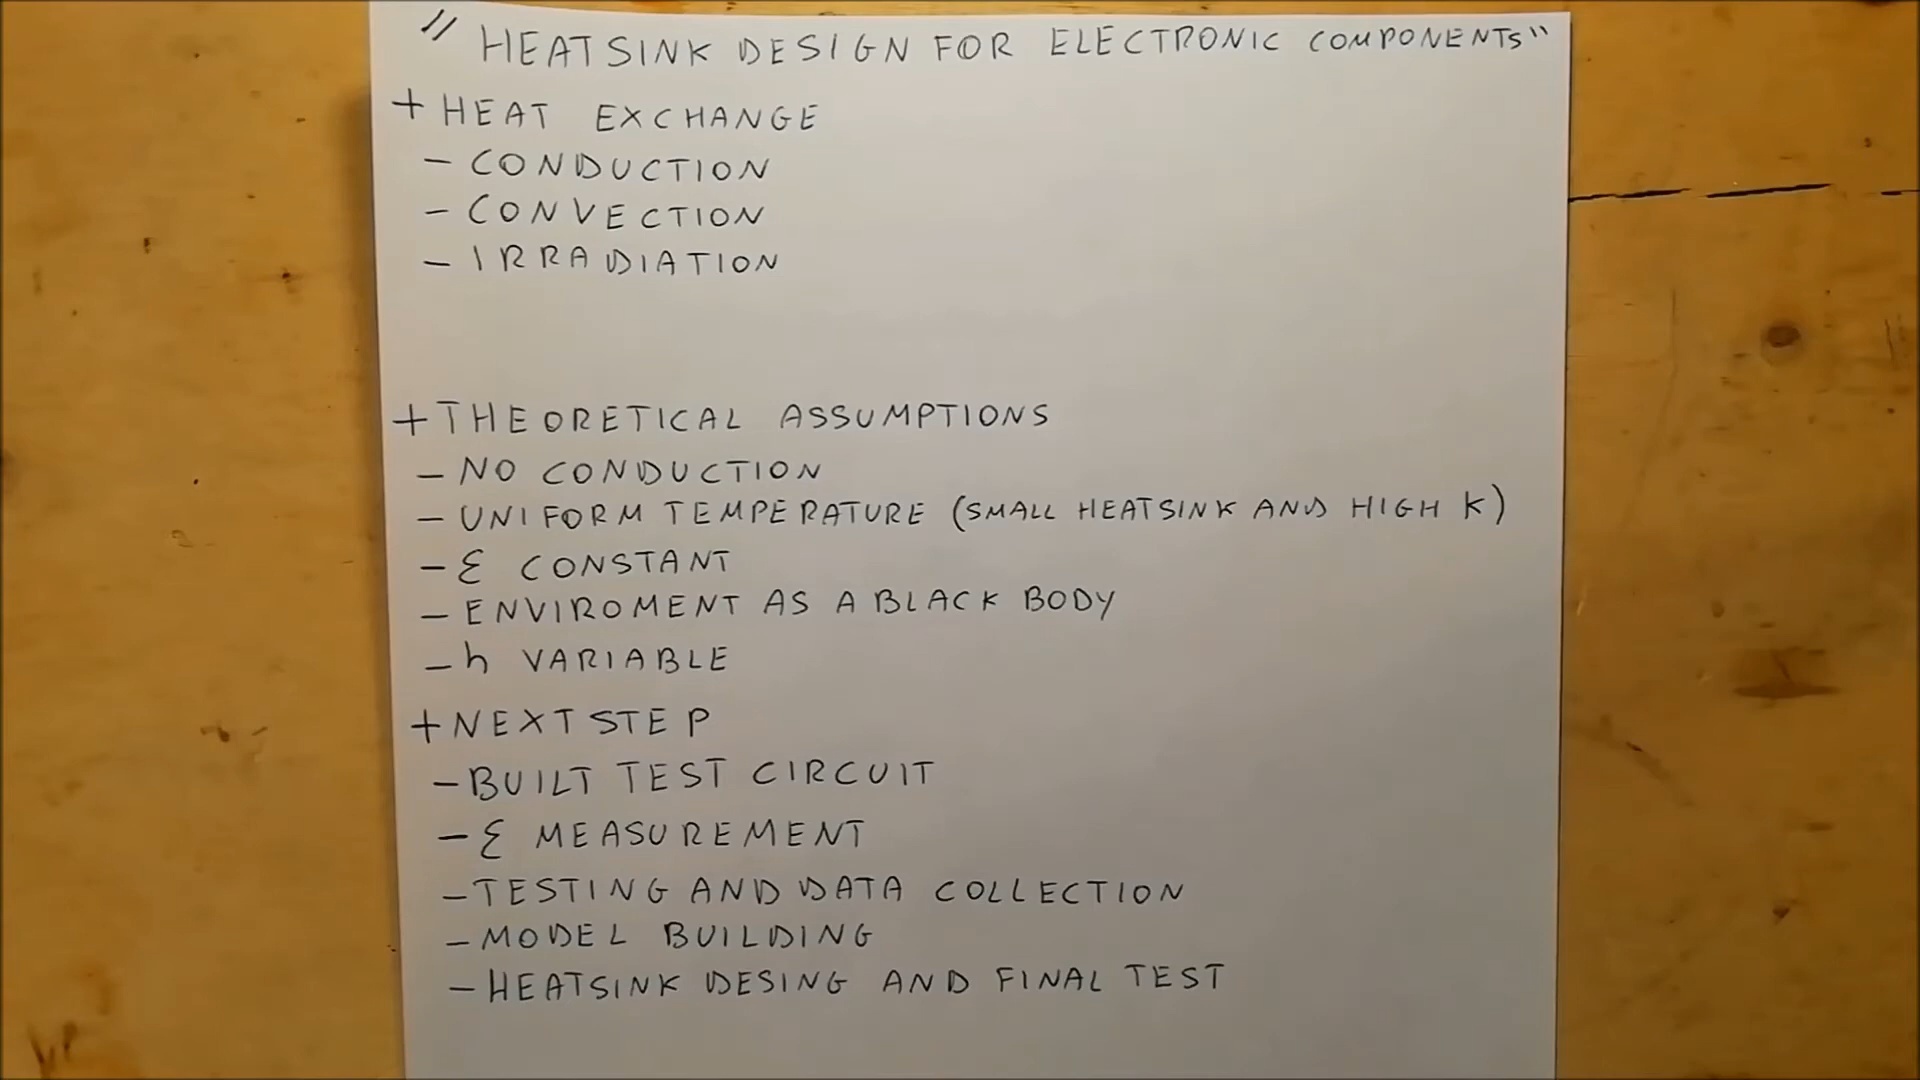 " HEATSINK DESIGN FOR ELECTRONIC COMPONENTS"
+ HEAT EXCHANGE
- CONDUCTION
- CONVECTION
- IRRADIATION
+ THEORETICAL ASSUMPTIONS
- NO CONDUCTION
- UNIFORM TEMPERATURE (SMALL HEATSINK AND HIGH K)
- Ɛ CONSTANT
- ENVIROMENT AS A BLACK BODY
- h VARIABLE
+ NEXT STEP
- BUILT TEST CIRCUIT
- Ɛ MEASUREMENT
- TESTING AND DATA COLLECTION
- MODEL BUILDING
- HEATSINK DESING AND FINAL TEST